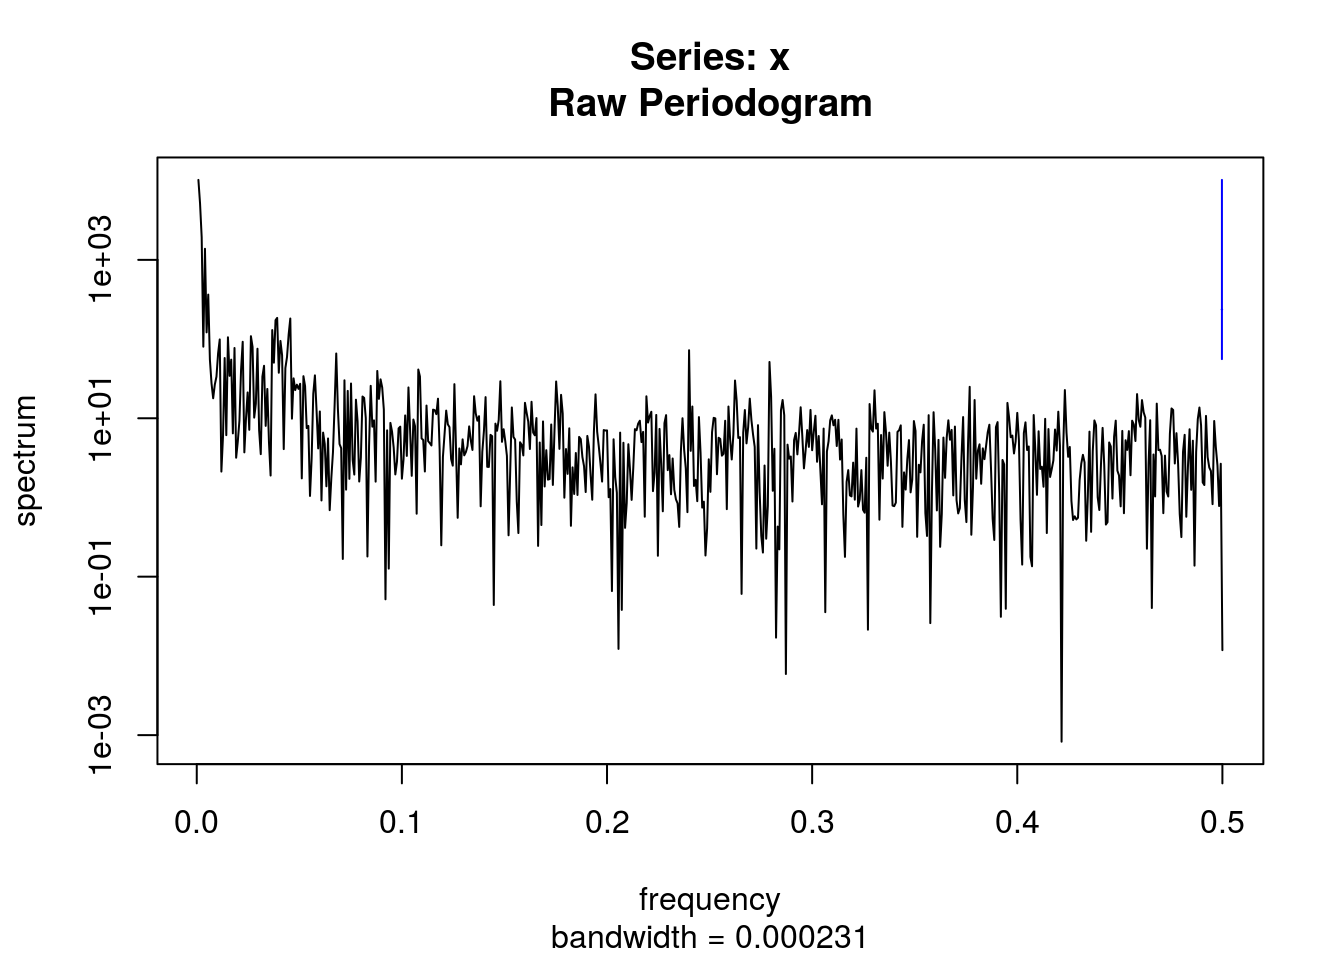 Series: x
Raw Periodogram
spectrum
1e+03
1e+01
1e-01
1e-03
0.0 0.1 0.2 0.3 0.4 0.5
frequency
bandwidth = 0.000231